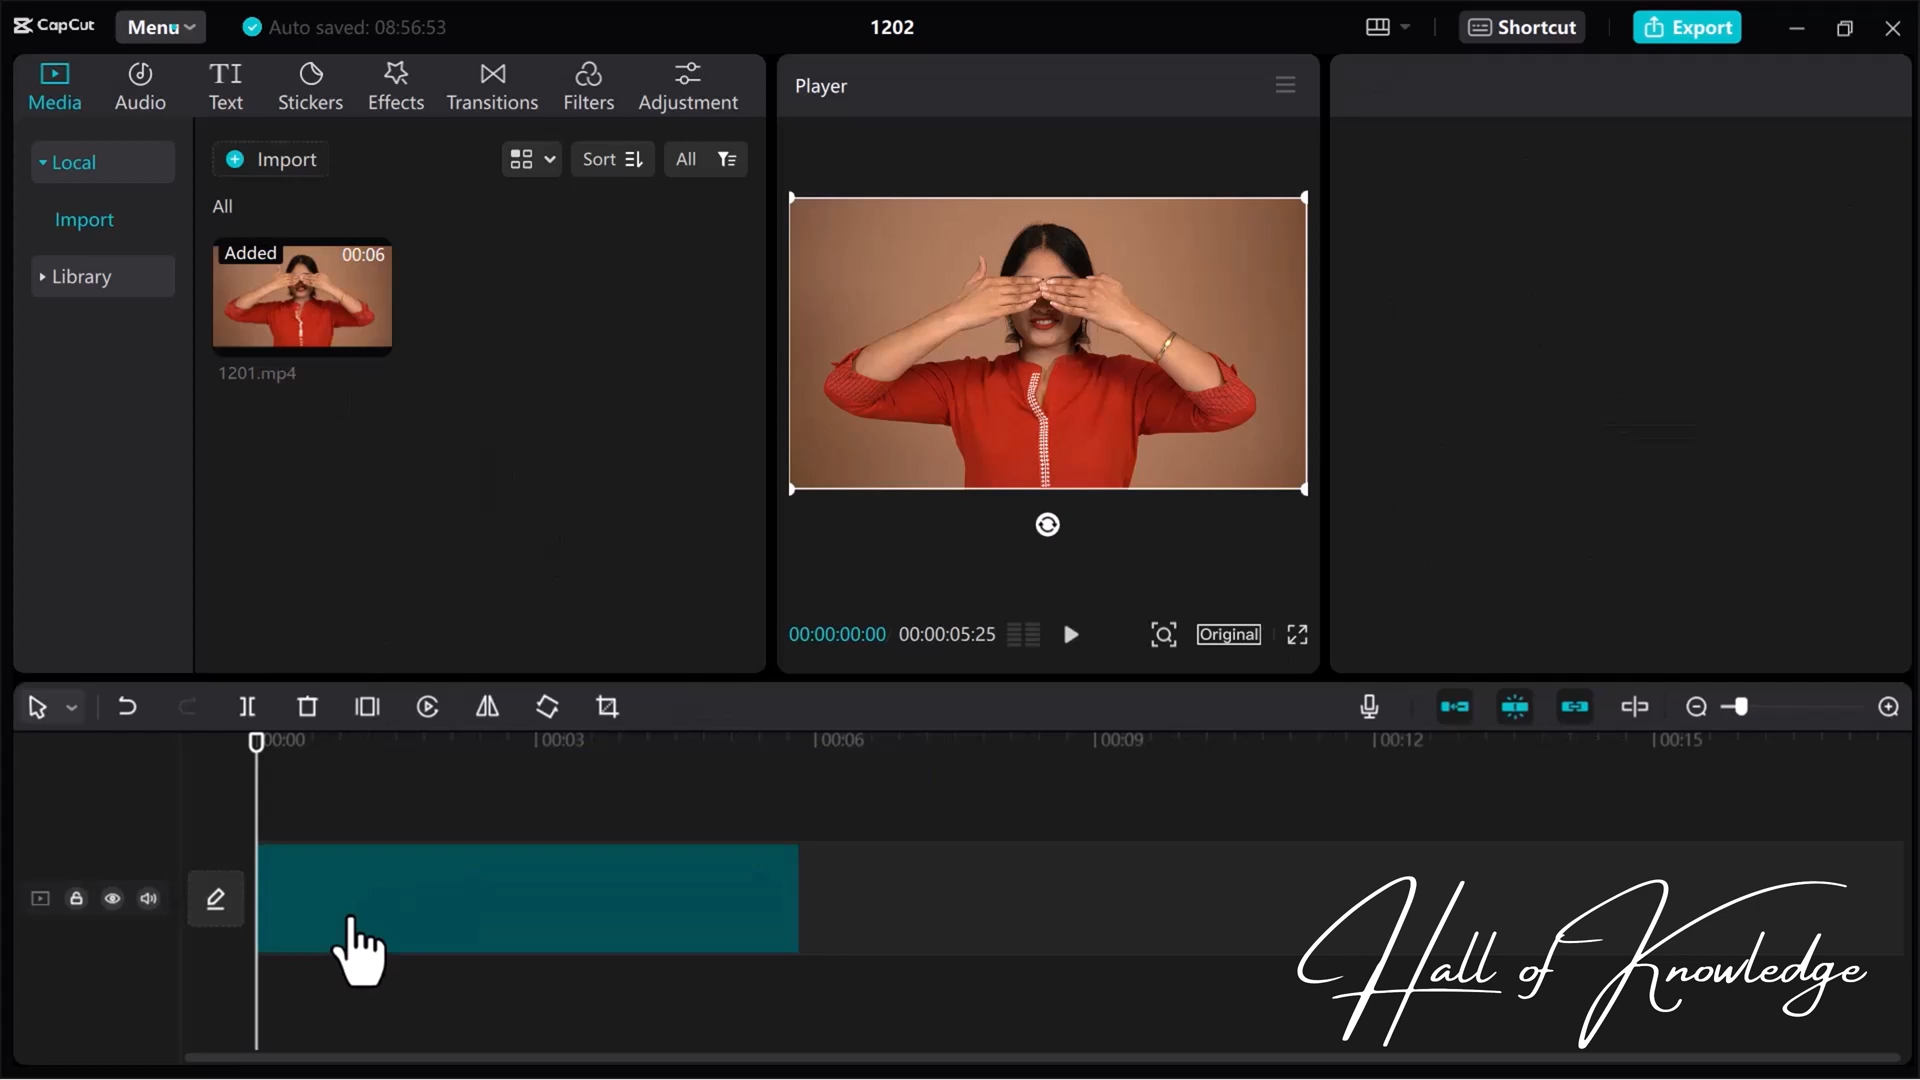 CapCut
Menu
Auto saved: 08:56:53
1202
Shortcut
Export
Media
Audio
TI
Text
Stickers
Effects
Transitions
Filters
Adjustment
Local
Import
Library
Import
Sort
All
All
Added
00:06
1201.mp4
Player
00:00:00:00
00:00:05:25
Original
00:00
00:03
00:06
00:09
00:12
00:15
Hall of Knowledge